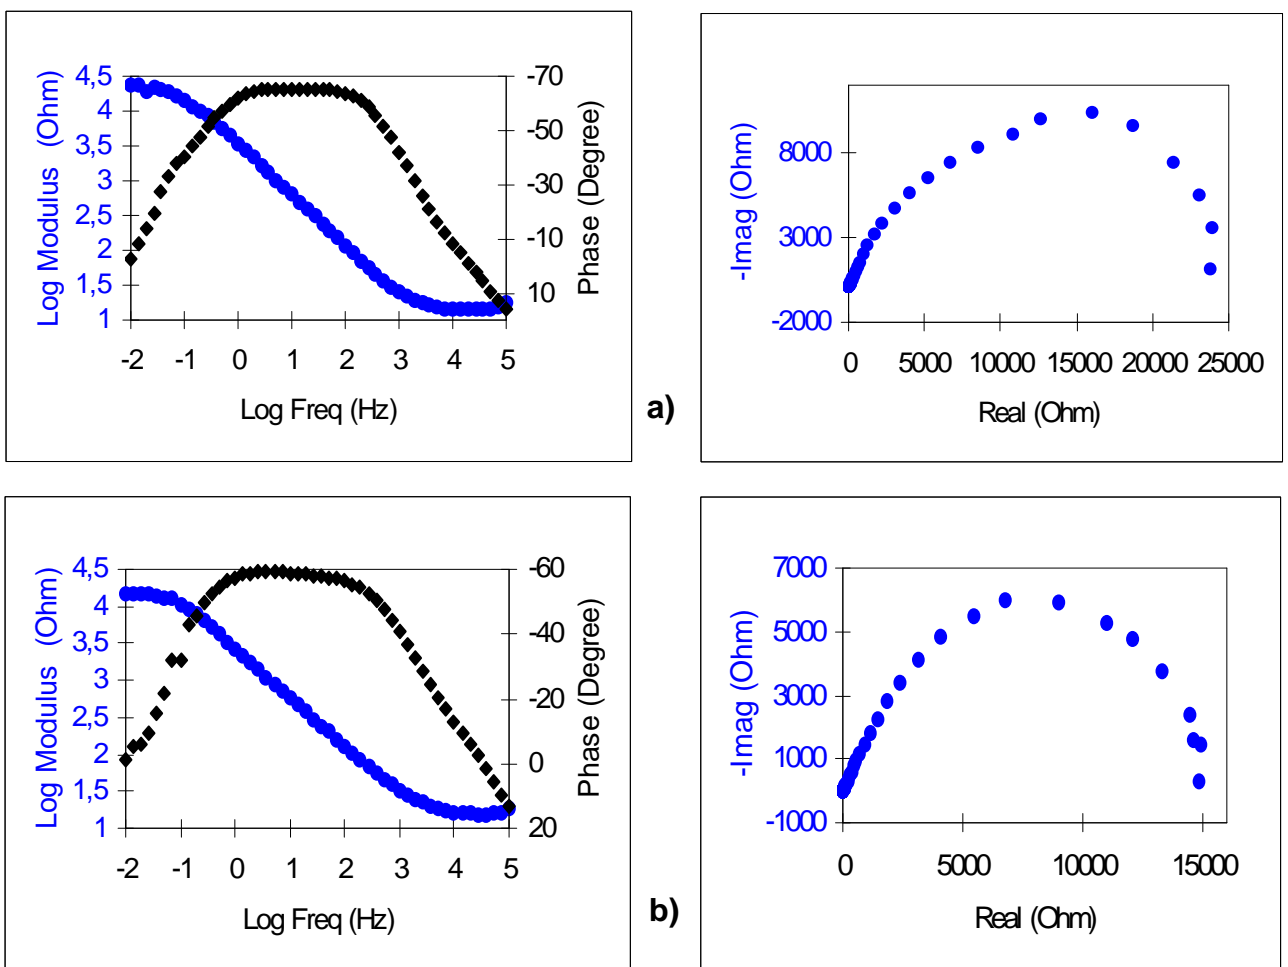 Log Modulus (Ohm)
4,5
4
3,5
3
2,5
2
1,5
1
-70
-50
-30
-10
10
Phase (Degree)
-2 -1 0 1 2 3 4 5
Log Freq (Hz)
a)
-Imag (Ohm)
8000
3000
-2000
0 5000 10000 15000 20000 25000
Real (Ohm)
Log Modulus (Ohm)
4,5
4
3,5
3
2,5
2
1,5
1
-60
-40
-20
0
20
Phase (Degree)
-2 -1 0 1 2 3 4 5
Log Freq (Hz)
b)
-Imag (Ohm)
7000
5000
3000
1000
-1000
0 5000 10000 15000
Real (Ohm)